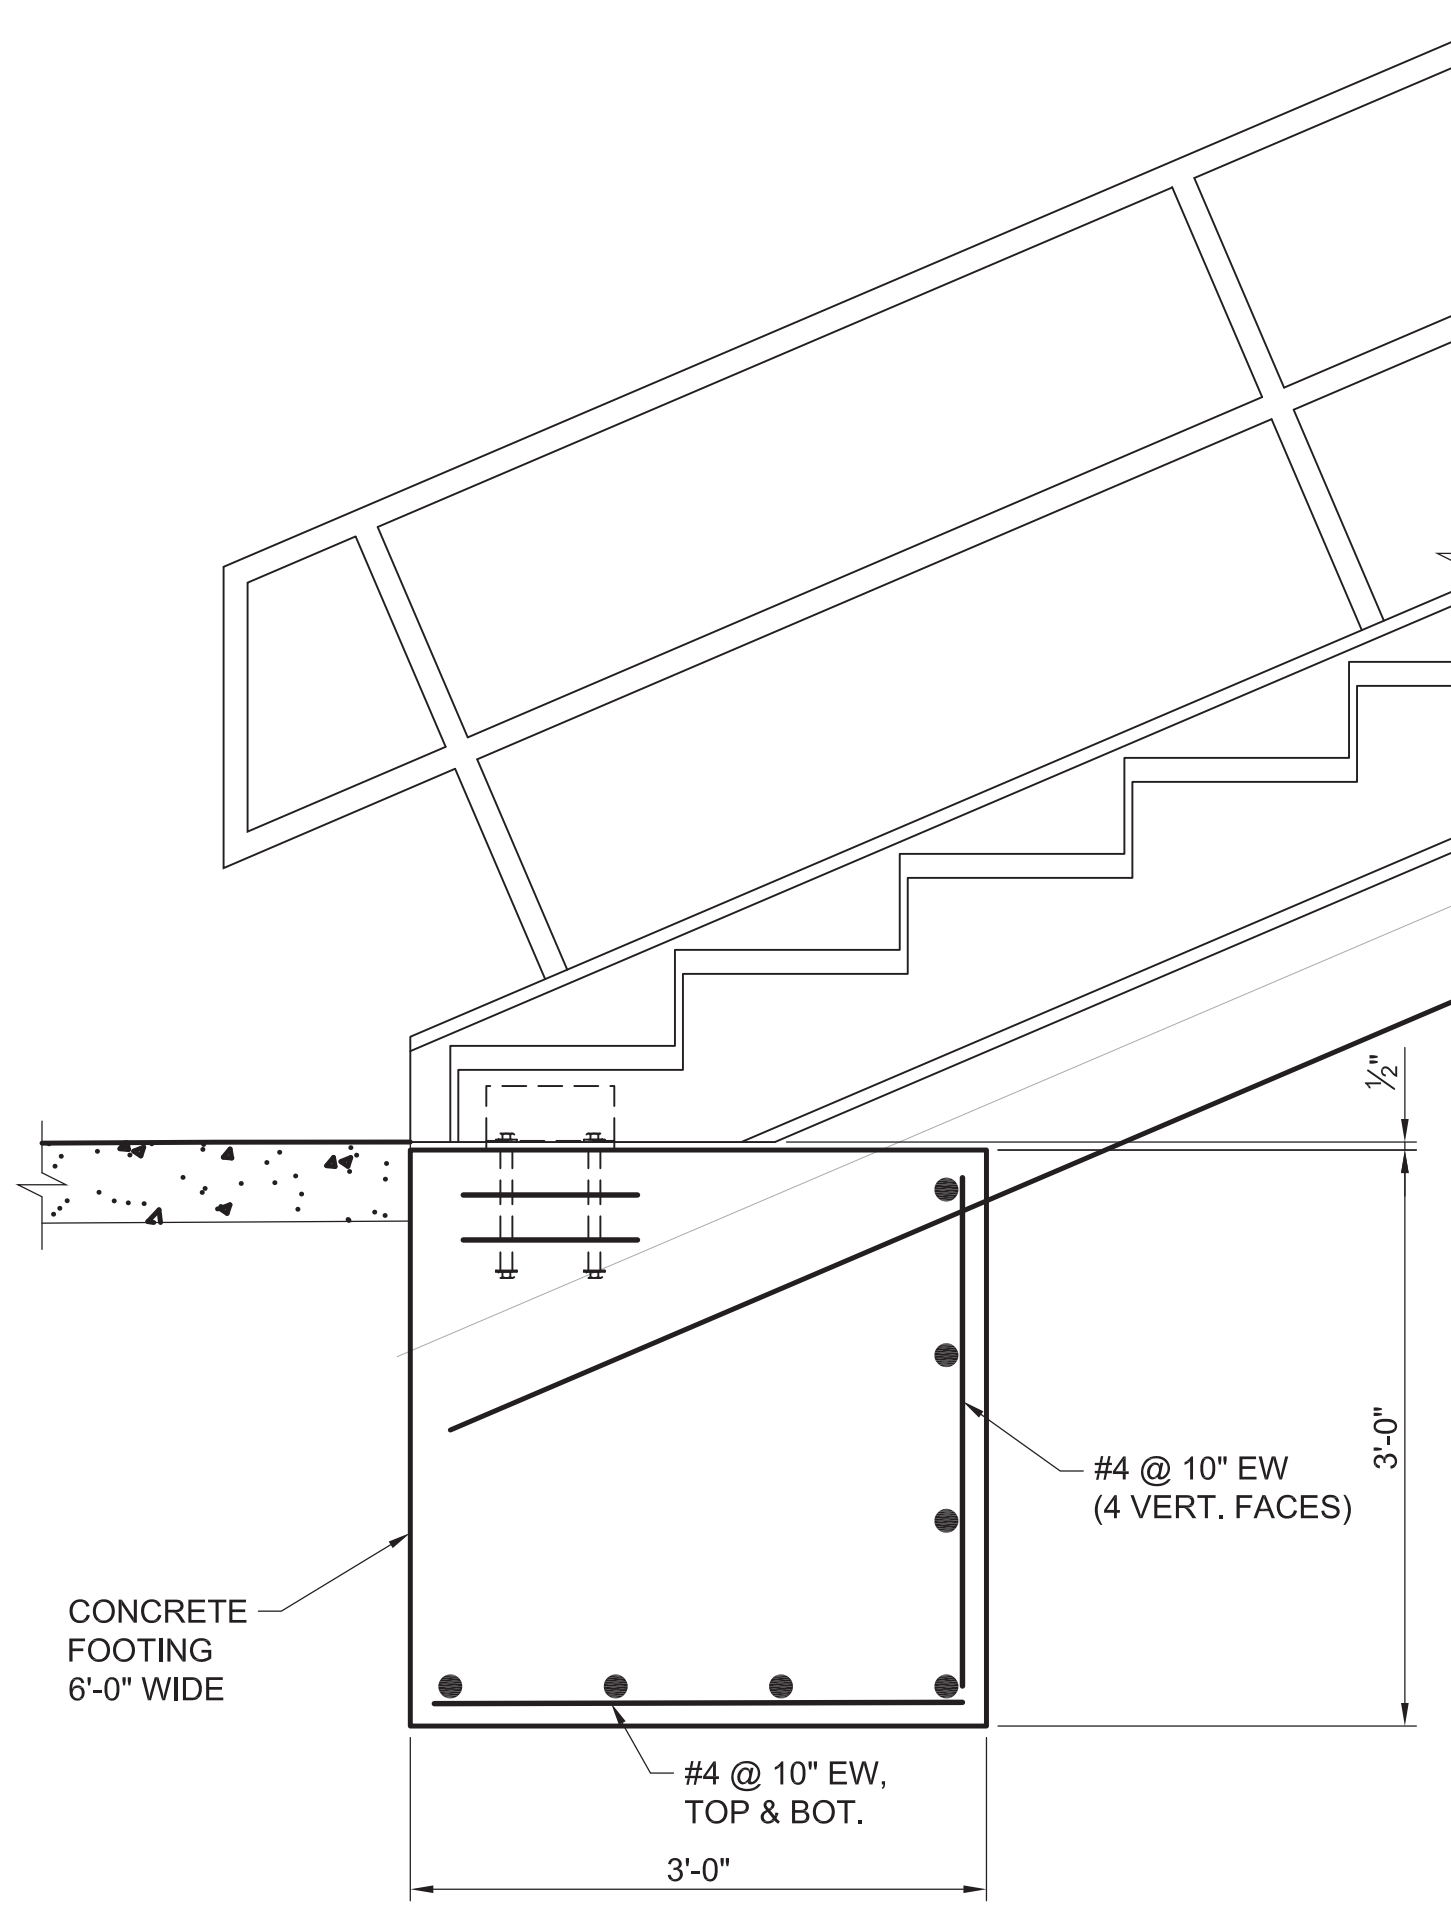 ½"
3'-0"
#4 @ 10" EW
(4 VERT. FACES)
CONCRETE
FOOTING
6'-0" WIDE
#4 @ 10" EW,
TOP & BOT.
3'-0"